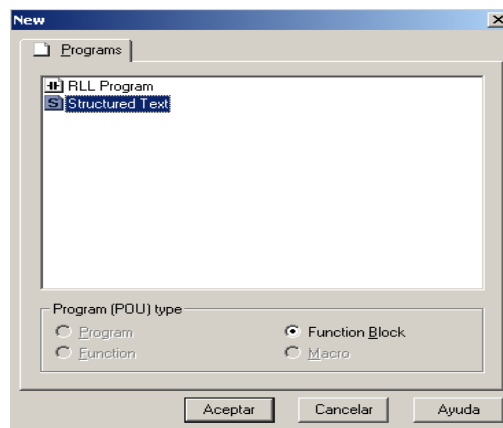 New
Programs
RLL Program
Structured Text
Program (POU) type
Program
Function Block
Function
Macro
Aceptar
Cancelar
Ayuda